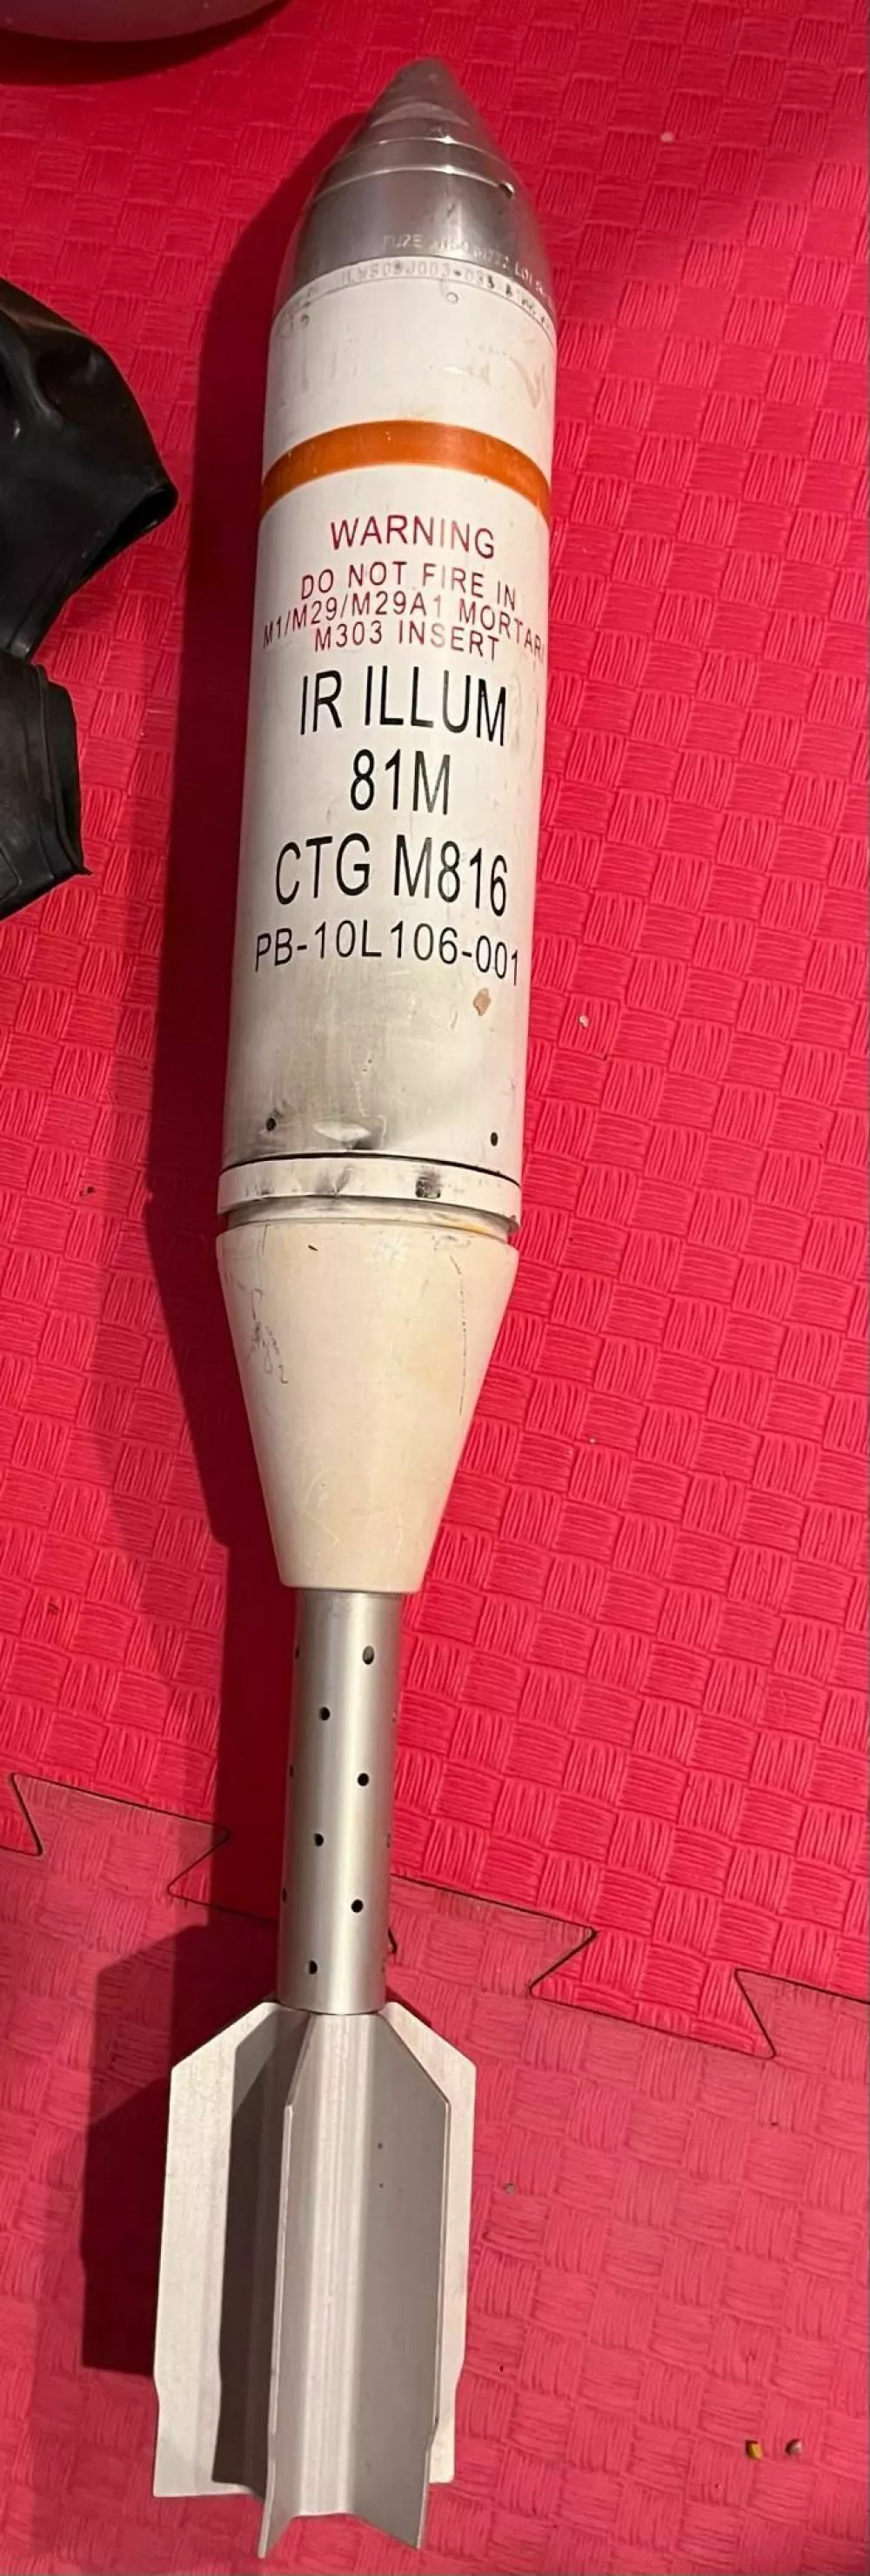 FUZE
WARNING
DO NOT FIRE IN
M1/M29/M29A1 MORTAR
M303 INSERT
IR ILLUM
81M
CTG M816
PB-10L106-001